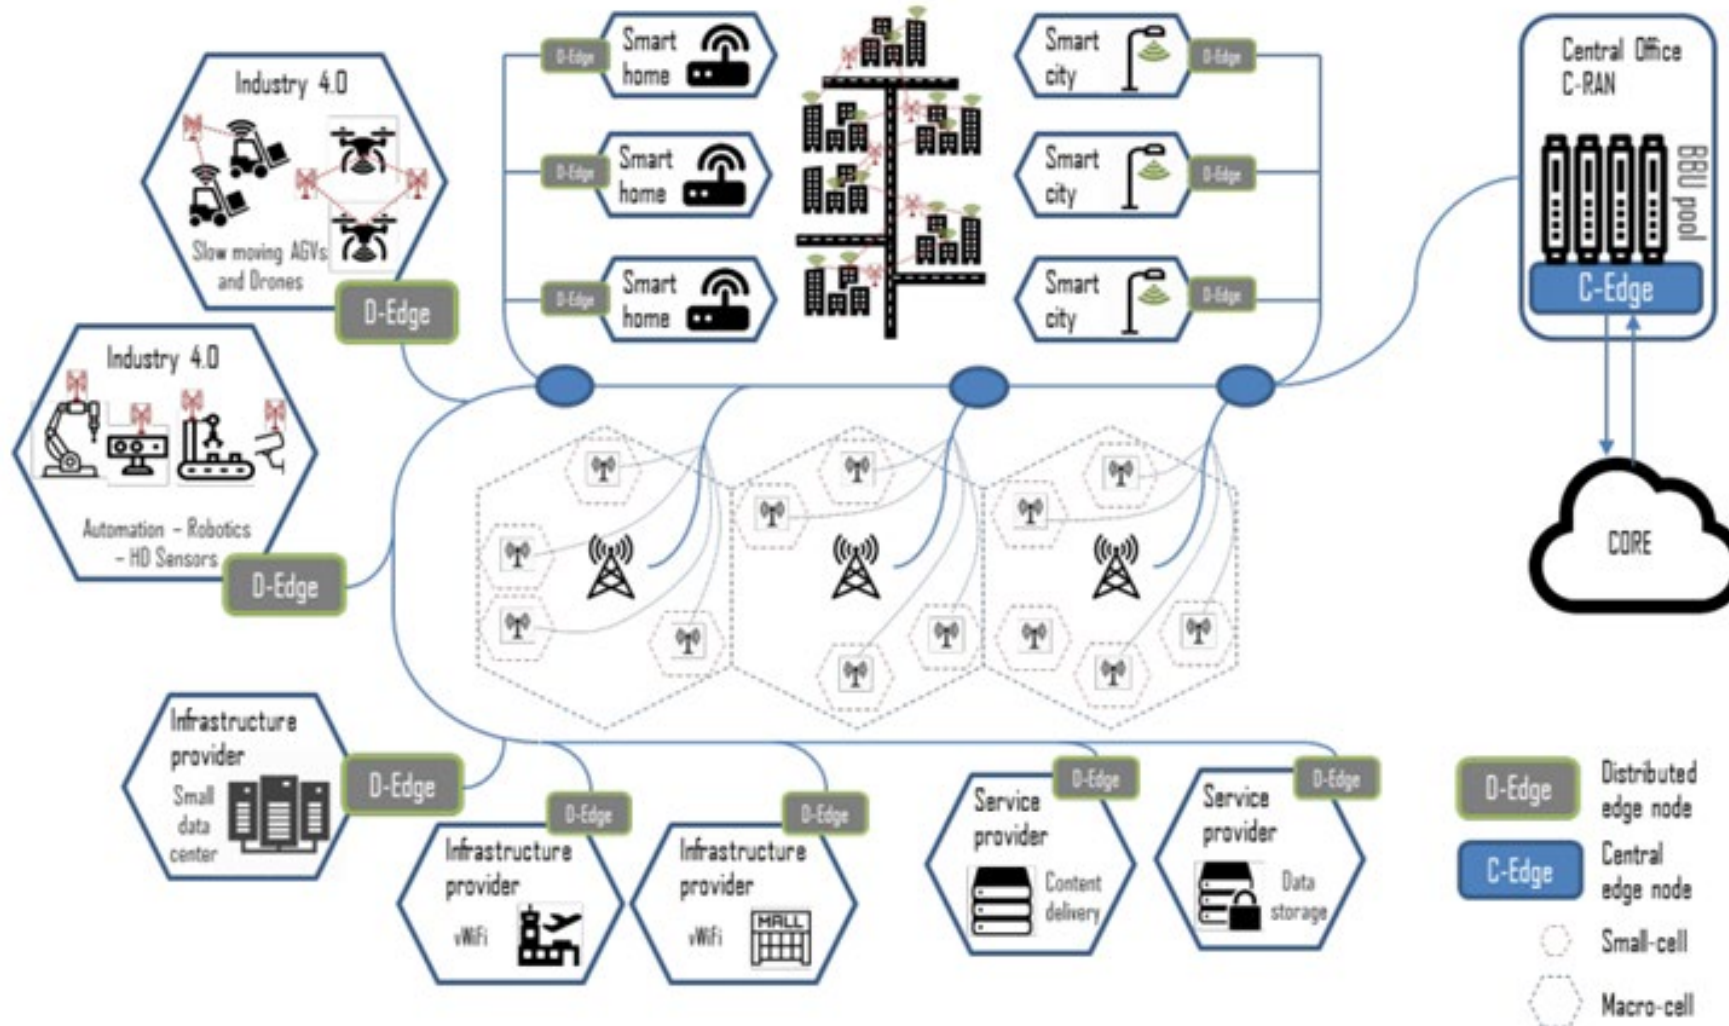 Industry 4.0
Slow moving AGVs
and Drones
D-Edge
Industry 4.0
Automation – Robotics
– HD Sensors
D-Edge
D-Edge
Smart
home
D-Edge
Smart
home
D-Edge
Smart
home
Smart
city
D-Edge
Smart
city
D-Edge
Smart
city
D-Edge
Central Office
C-RAN
BBU pool
C-Edge
CORE
Infrastructure
provider
Small
data
center
D-Edge
D-Edge
Infrastructure
provider
vWiFi
D-Edge
Infrastructure
provider
vWiFi
MALL
D-Edge
Service
provider
Content
delivery
D-Edge
Service
provider
Data
storage
D-Edge
Distributed
edge node
C-Edge
Central
edge node
Small-cell
Macro-cell